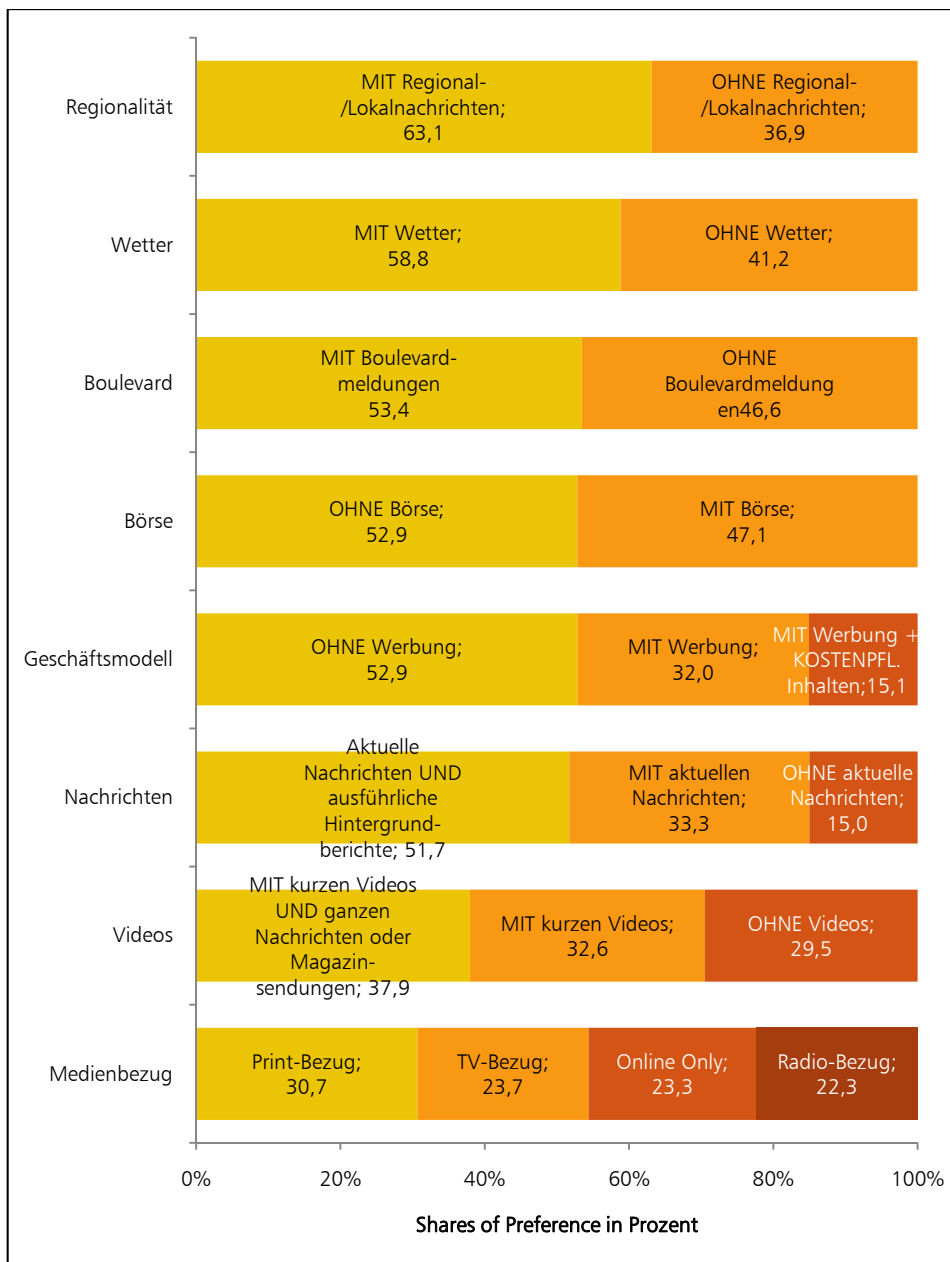 Regionalität
MIT Regional-
/Lokalnachrichten;
63,1
OHNE Regional-
/Lokalnachrichten;
36,9
Wetter
MIT Wetter;
58,8
OHNE Wetter;
41,2
Boulevard
MIT Boulevard-
meldungen
53,4
OHNE
Boulevardmeldung
en46,6
Börse
OHNE Börse;
52,9
MIT Börse;
47,1
Geschäftsmodell
OHNE Werbung;
52,9
MIT Werbung;
32,0
MIT Werbung +
KOSTENPFL.
Inhalten;15,1
Nachrichten
Aktuelle
Nachrichten UND
ausführliche
Hintergrund-
berichte; 51,7
MIT aktuellen
Nachrichten;
33,3
OHNE aktuelle
Nachrichten;
15,0
Videos
MIT kurzen Videos
UND ganzen
Nachrichten oder
Magazin-
sendungen; 37,9
MIT kurzen Videos;
32,6
OHNE Videos;
29,5
Medienbezug
Print-Bezug;
30,7
TV-Bezug;
23,7
Online Only;
23,3
Radio-Bezug;
22,3
0%
20%
40%
60%
80%
100%
Shares of Preference in Prozent